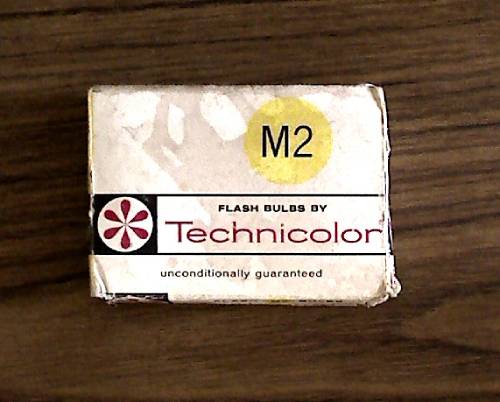 M2
FLASH BULBS BY
Technicolor
unconditionally guaranteed